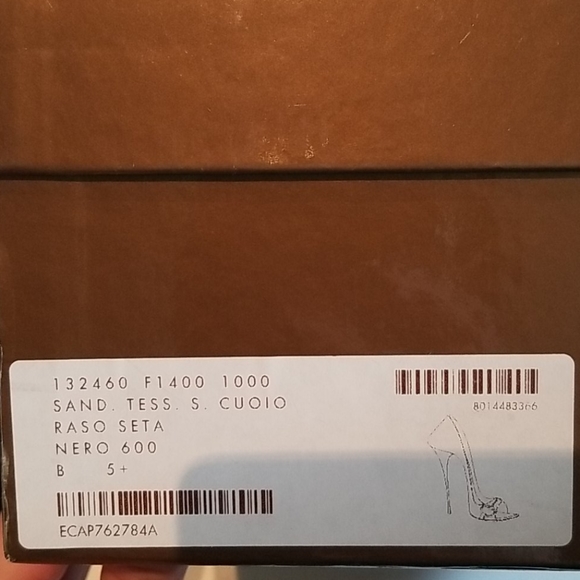 132460 F1400 1000
SAND. TESS. S. CUOIO
RASO SETA
NERO 600
B 5+
ECAP762784A
8014483366